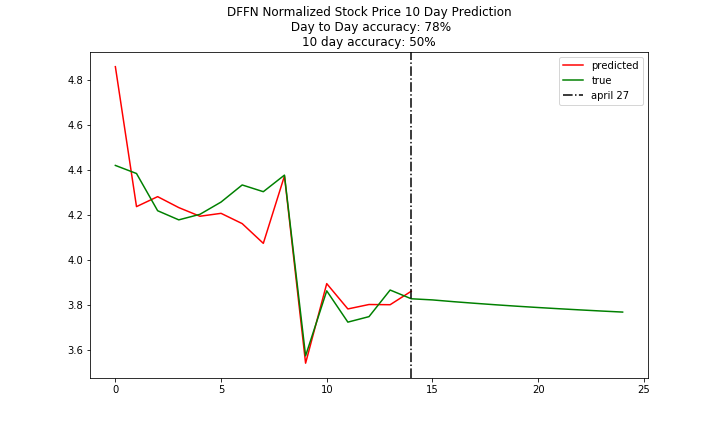 DFFN Normalized Stock Price 10 Day Prediction
Day to Day accuracy: 78%
10 day accuracy: 50%
predicted
true
april 27
4.8
4.6
4.4
4.2
4.0
3.8
3.6
0 5 10 15 20 25